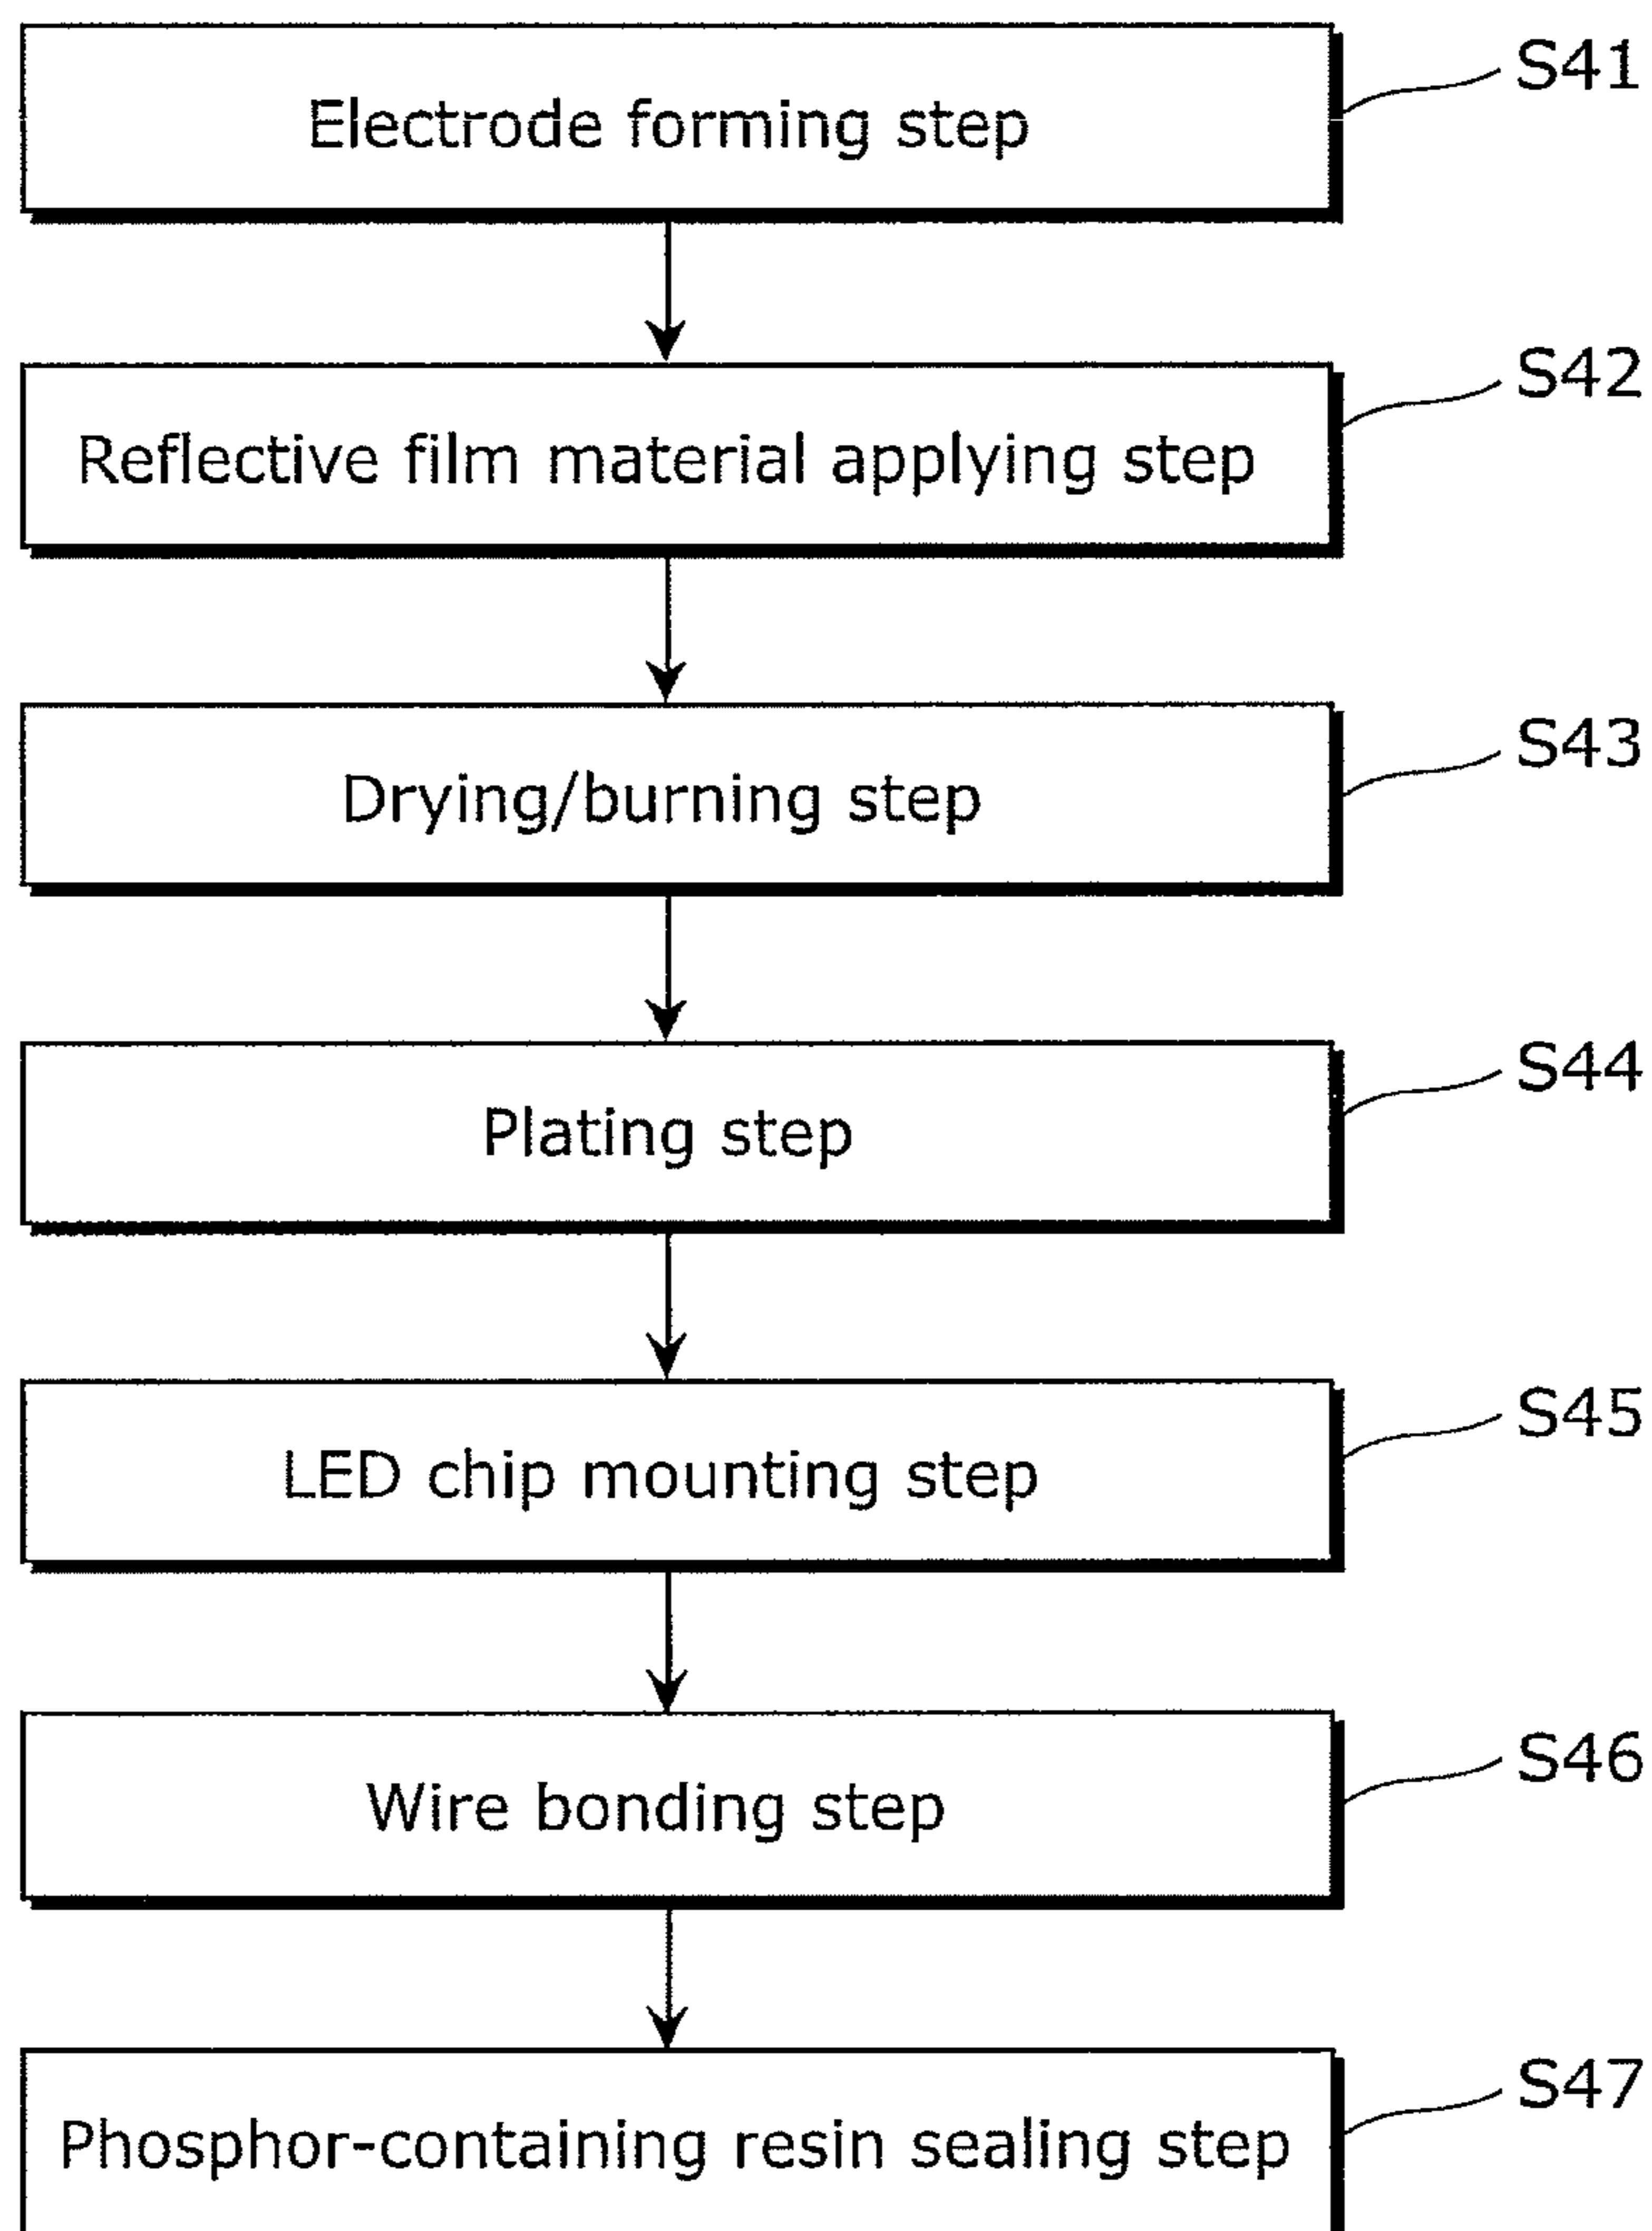 Electrode forming step
S41
Reflective film material applying step
S42
Drying/burning step
S43
Plating step
S44
LED chip mounting step
S45
Wire bonding step
S46
Phosphor-containing resin sealing step
S47